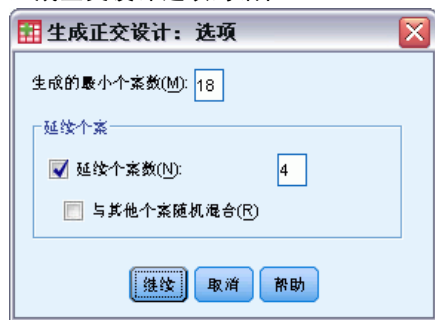 生成正交设计：选项
生成的最小个案数(M): 18
延续个案
延续个案数(N): 4
与其他个案随机混合(R)
继续 取消 帮助